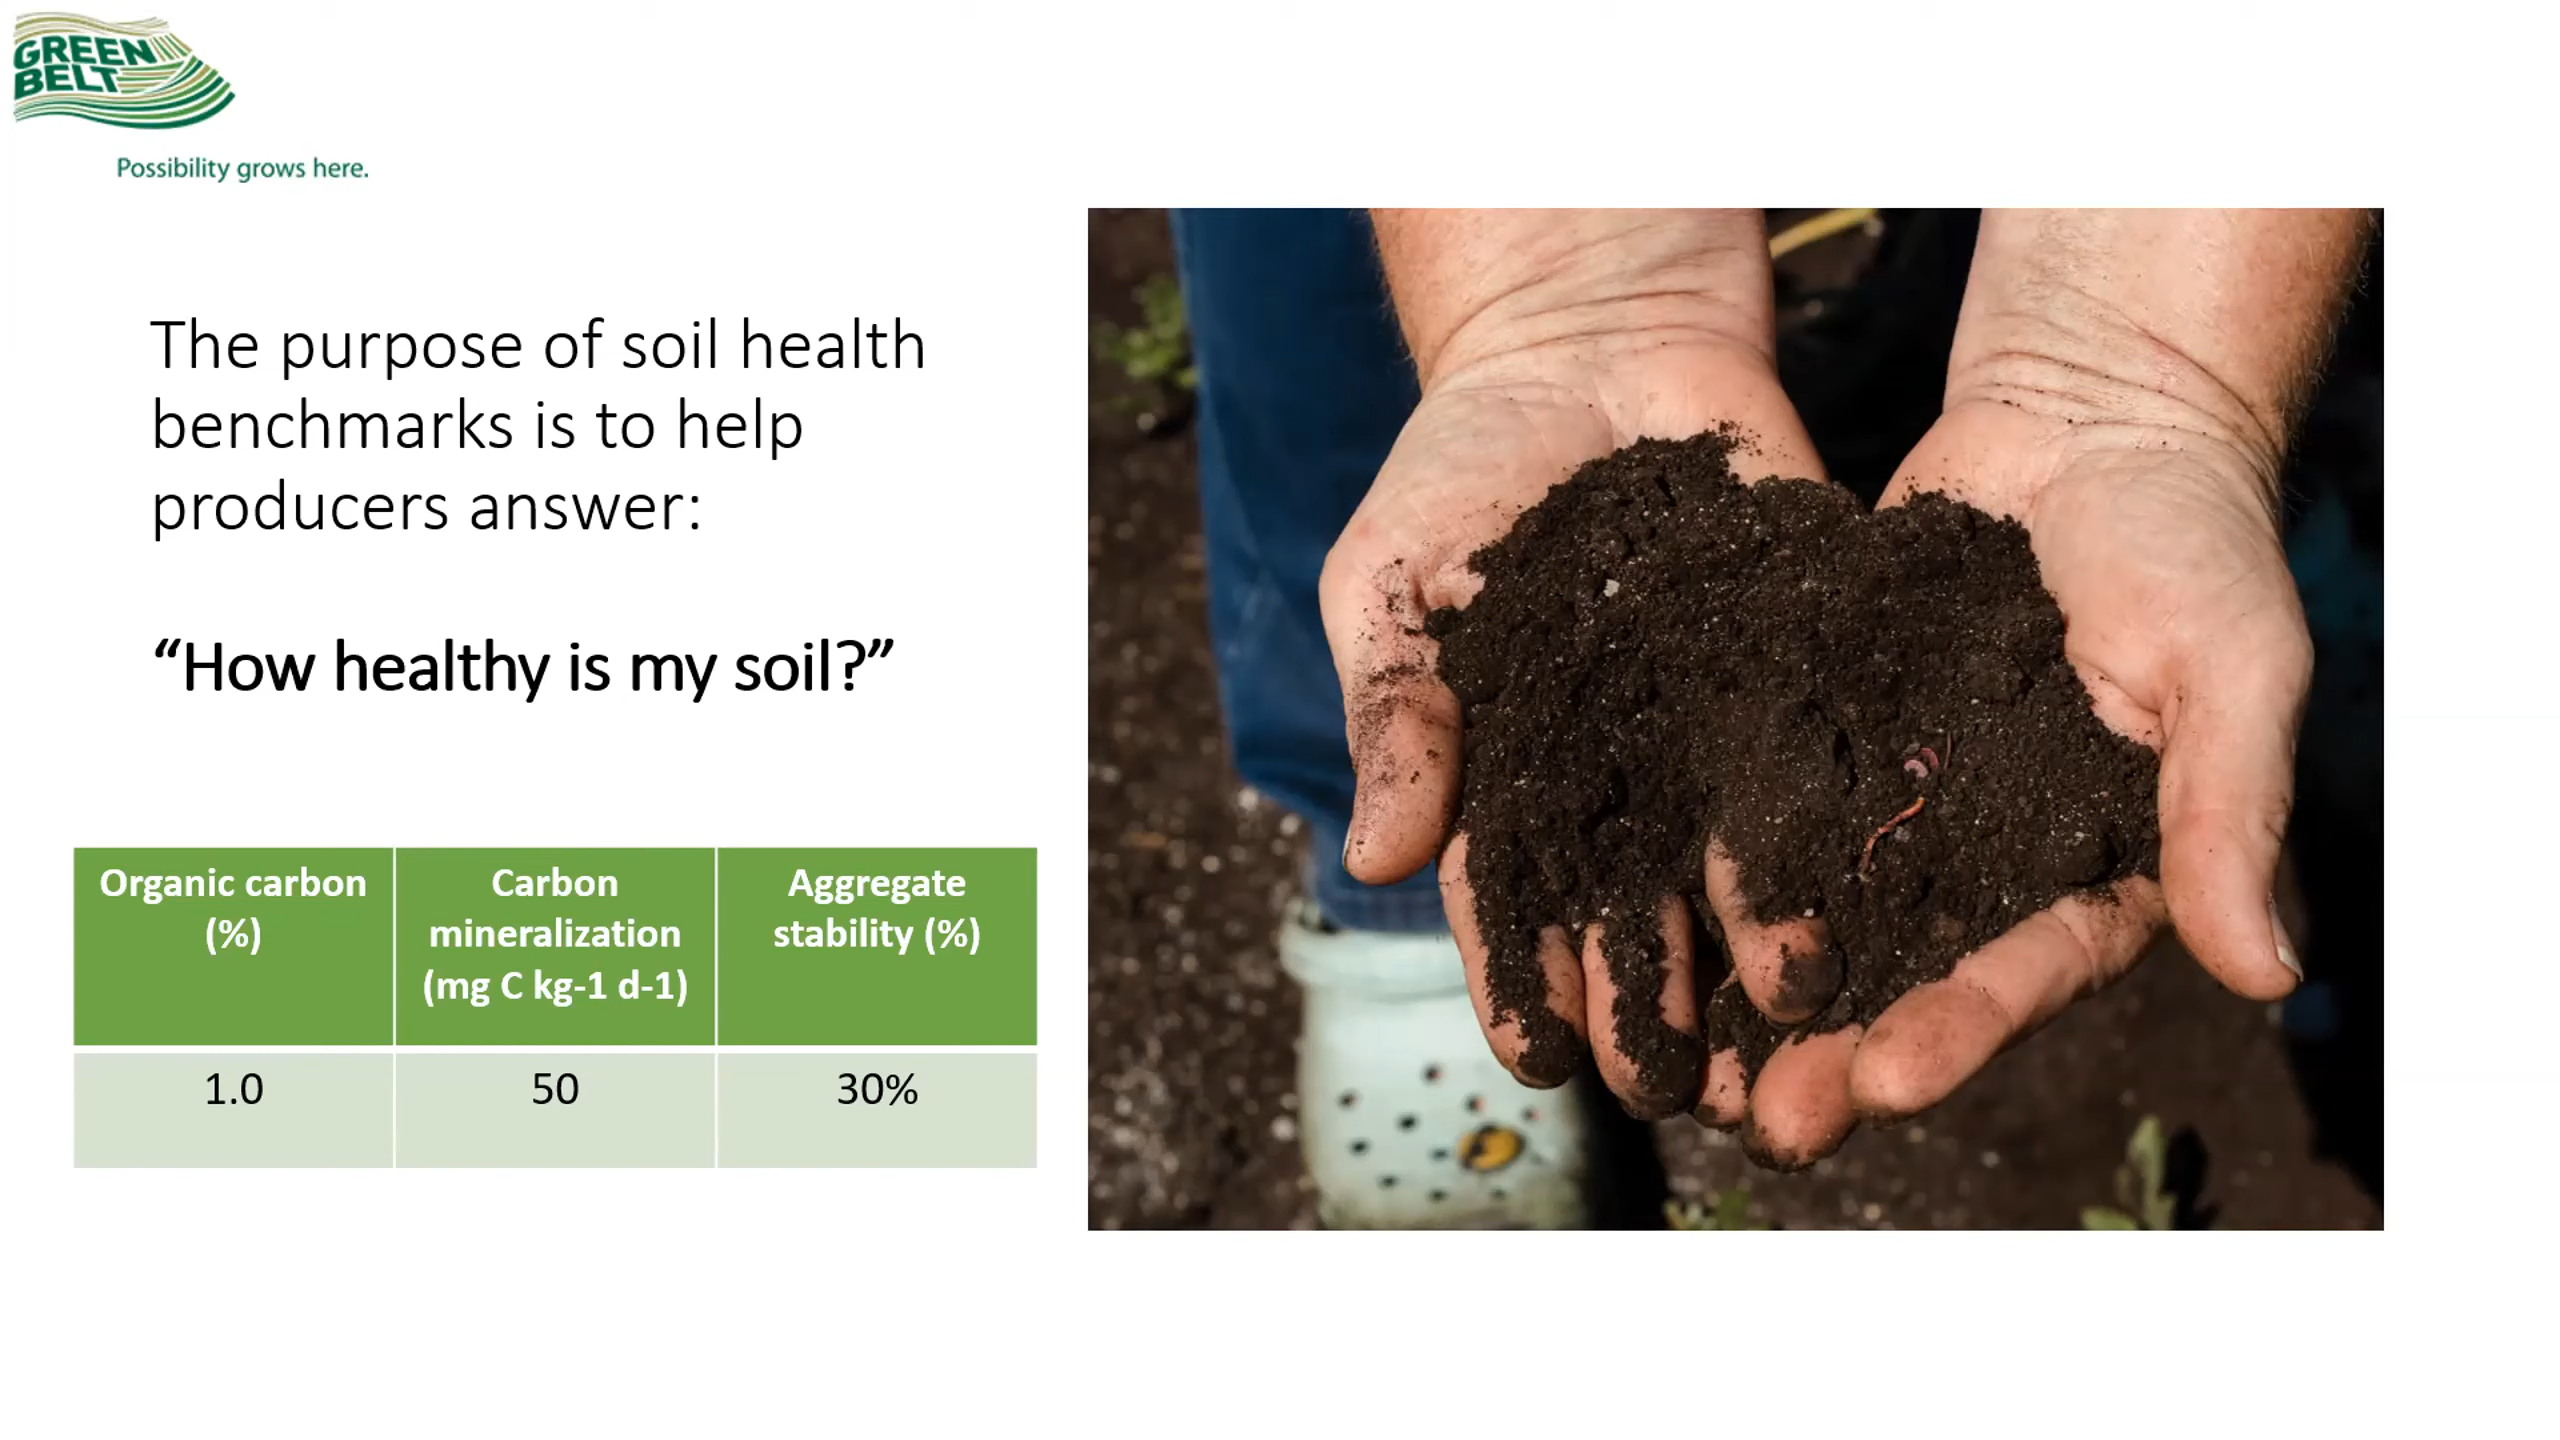 GREEN
BELT
Possibility grows here.
The purpose of soil health
benchmarks is to help
producers answer:
“How healthy is my soil?”
Organic carbon
(%)
Carbon
mineralization
(mg C kg-1 d-1)
Aggregate
stability (%)
1.0
50
30%